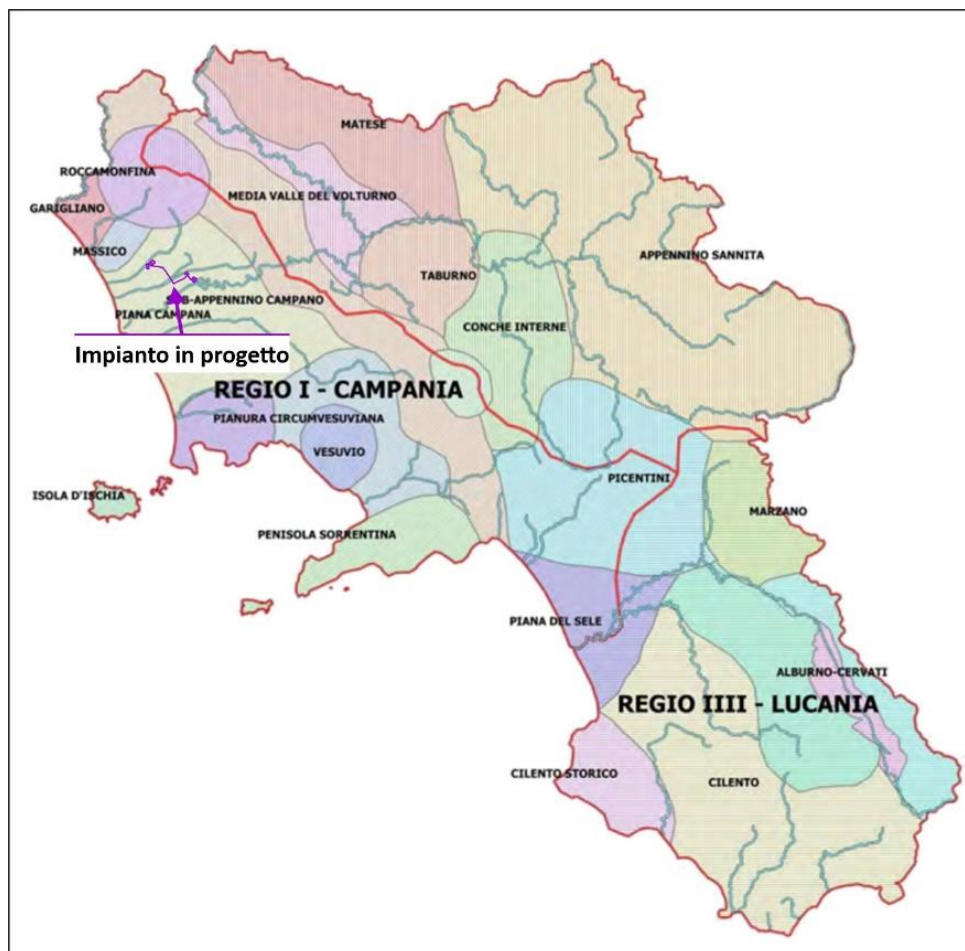 MATESE
ROCCAMONFINA
MEDIA VALLE DEL VOLTURNO
GARIGLIANO
MASSICO
APPENNINO SANNITA
TABURNO
SUB-APPENNINO CAMPANO
PIANA CAMPANA
CONCHE INTERNE
Impianto in progetto
REGIO I - CAMPANIA
PIANURA CIRCUMVESUVIANA
VESUVIO
PICENTINI
ISOLA D'ISCHIA
MARZANO
PENISOLA SORRENTINA
PIANA DEL SELE
ALBURNO-CERVATI
REGIO IIII - LUCANIA
CILENTO STORICO
CILENTO